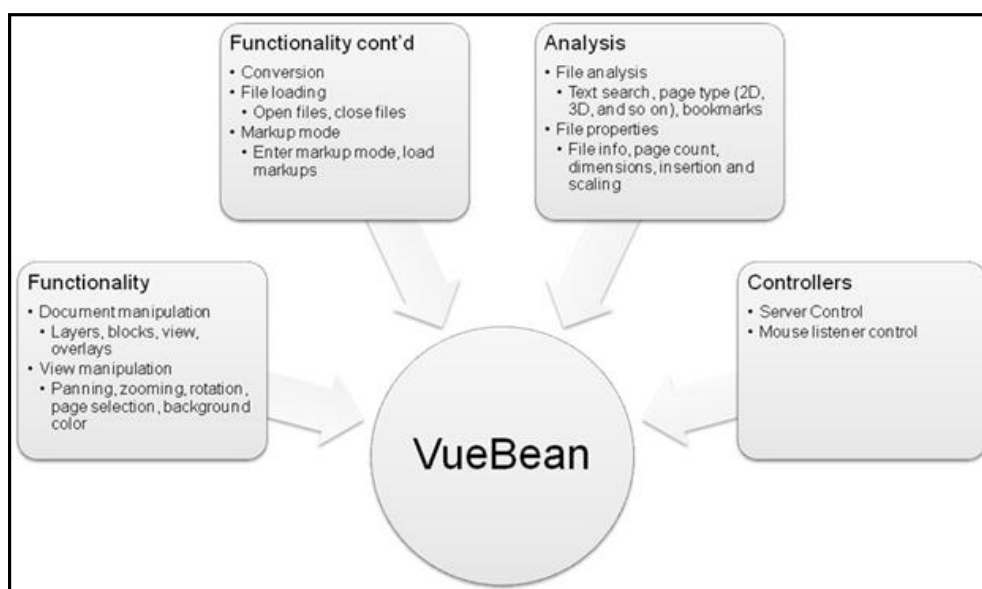 Functionality cont'd
• Conversion
• File loading
• Open files, close files
• Markup mode
• Enter markup mode, load
markups
Analysis
• File analysis
• Text search, page type (2D,
3D, and so on), bookmarks
• File properties
• File info, page count,
dimensions, insertion and
scaling
Functionality
• Document manipulation
• Layers, blocks, view,
overlays
• View manipulation
• Panning, zooming, rotation,
page selection, background
color
Controllers
• Server Control
• Mouse listener control
VueBean